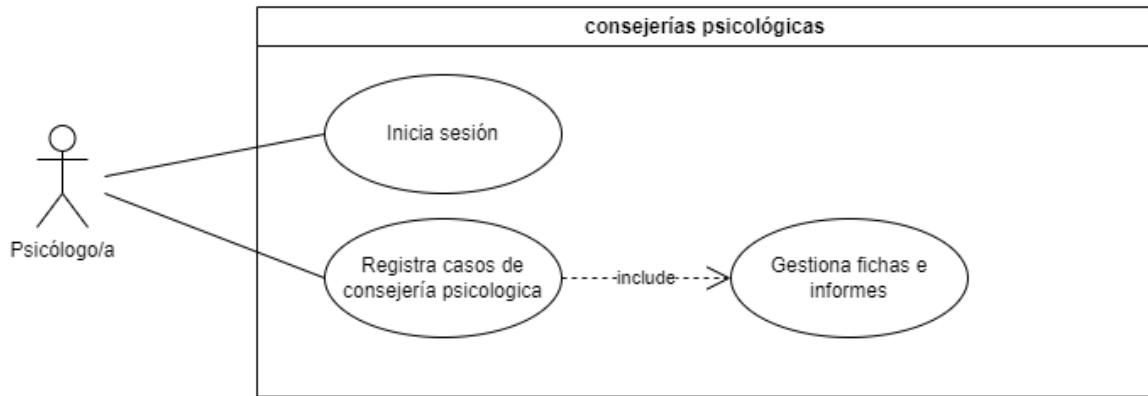 consejerías psicológicas
Inicia sesión
Psicólogo/a
Registra casos de
consejería psicologica
include
Gestiona fichas e
informes